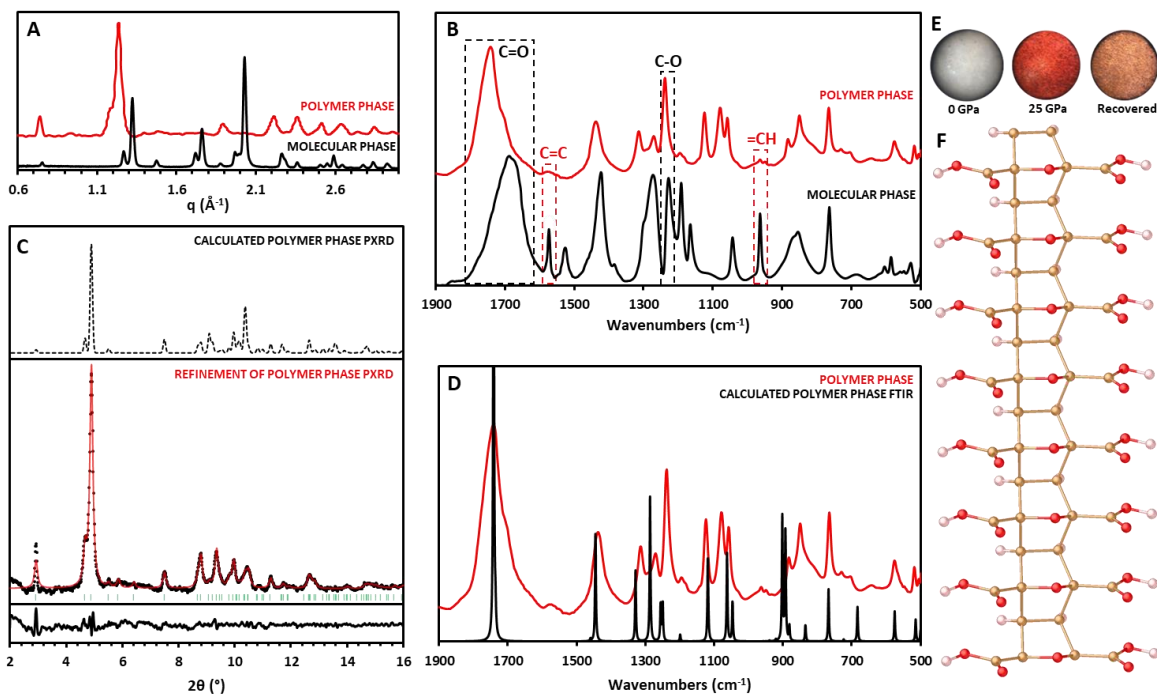 A
POLYMER PHASE
MOLECULAR PHASE
0.6 1.1 1.6 2.1 2.6
q (Å-1)
B
C=O
C-O
POLYMER PHASE
C=C
=CH
MOLECULAR PHASE
1900 1700 1500 1300 1100 900 700 500
Wavenumbers (cm-1)
E
0 GPa
25 GPa
Recovered
C
CALCULATED POLYMER PHASE PXRD
REFINEMENT OF POLYMER PHASE PXRD
2 4 6 8 10 12 14 16
2θ (°)
D
POLYMER PHASE
CALCULATED POLYMER PHASE FTIR
1900 1700 1500 1300 1100 900 700 500
Wavenumbers (cm-1)
F